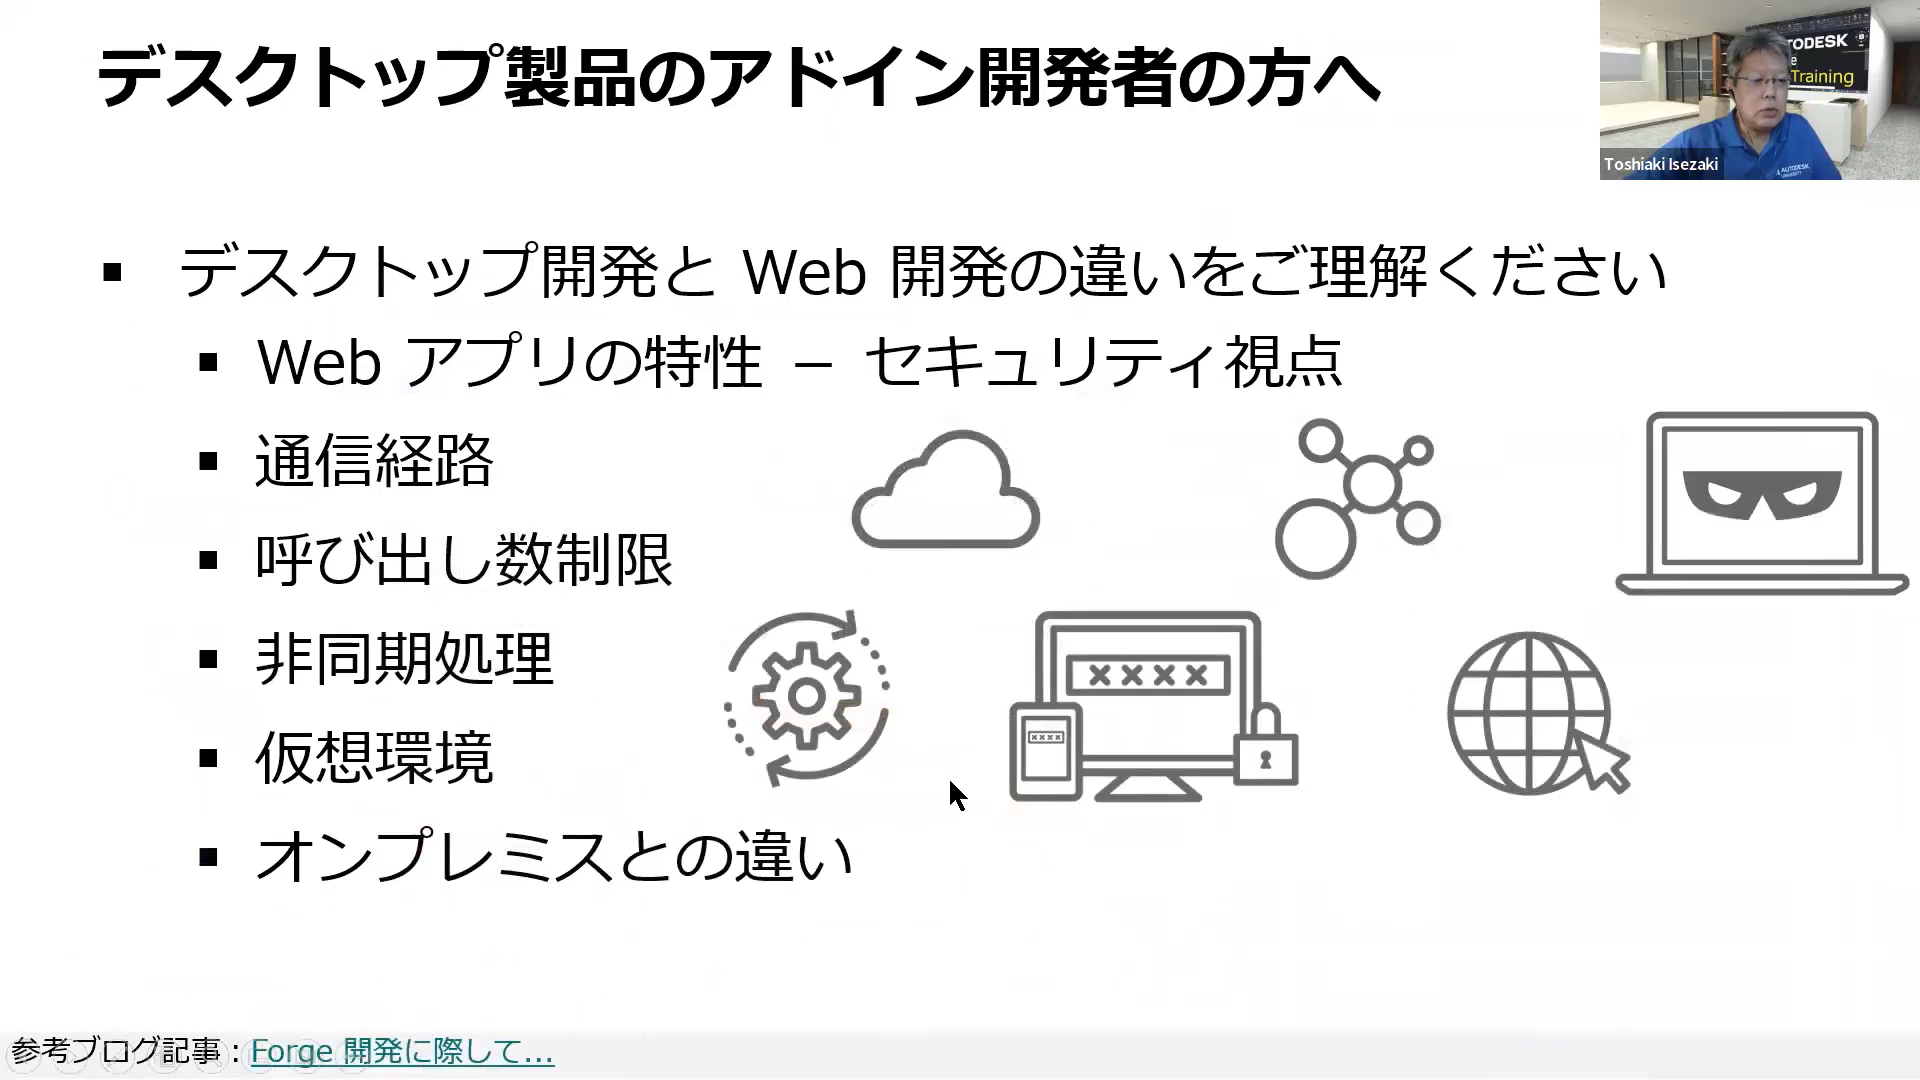 デスクトップ製品のアドイン開発者の方へ
TODESK
e
Training
AUTODESK
UNIVERSITY
Toshiaki Isezaki
▪ デスクトップ開発と Web 開発の違いをご理解ください
▪ Web アプリの特性 － セキュリティ視点
▪ 通信経路
▪ 呼び出し数制限
▪ 非同期処理
▪ 仮想環境
▪ オンプレミスとの違い
××××
××××
参考ブログ記事：Forge 開発に際して...